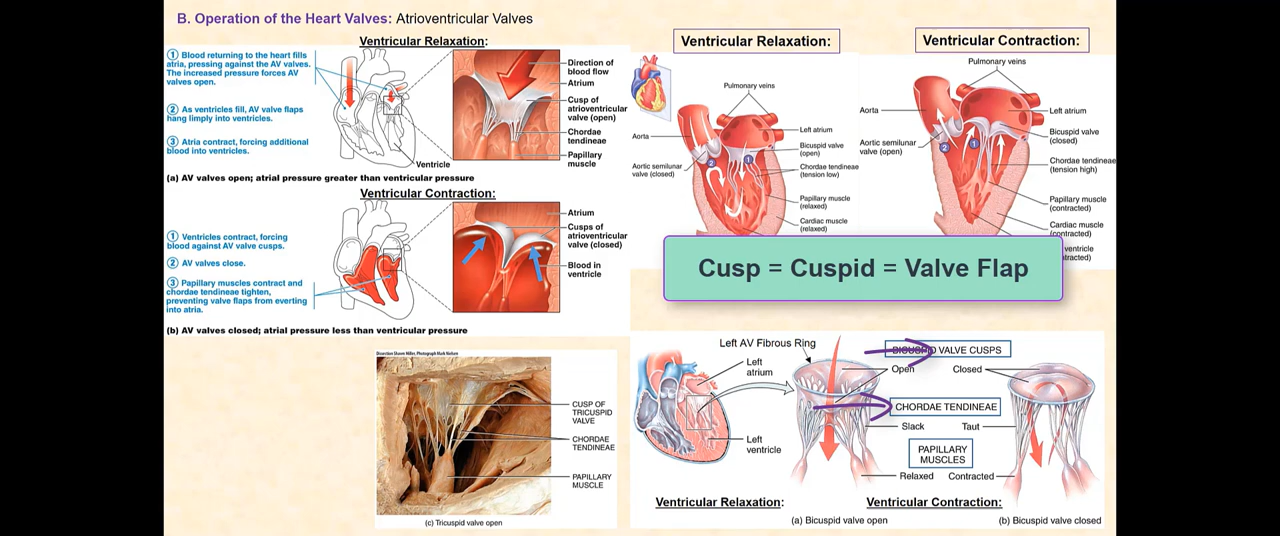 B. Operation of the Heart Valves: Atrioventricular Valves
Ventricular Relaxation:
① Blood returning to the heart fills
atria, pressing against the AV valves.
The increased pressure forces AV
valves open.
② As ventricles fill, AV valve flaps
hang limply into ventricles.
③ Atria contract, forcing additional
blood into ventricles.
Direction of
blood flow
Atrium
Cusp of
atrioventricular
valve (open)
Chordae
tendineae
Papillary
muscle
Ventricle
(a) AV valves open; atrial pressure greater than ventricular pressure
Ventricular Contraction:
① Ventricles contract, forcing
blood against AV valve cusps.
② AV valves close.
③ Papillary muscles contract and
chordae tendineae tighten,
preventing valve flaps from everting
into atria.
Atrium
Cusps of
atrioventricular
valve (closed)
Blood in
ventricle
(b) AV valves closed; atrial pressure less than ventricular pressure
Ventricular Relaxation:
Pulmonary veins
Aorta
Left atrium
Bicuspid valve
(open)
Aortic semilunar
valve (closed)
Chordae tendineae
(tension low)
Papillary muscle
(relaxed)
Cardiac muscle
(relaxed)
2
1
Ventricular Contraction:
Pulmonary veins
Aorta
Left atrium
Aortic semilunar
valve (open)
Bicuspid valve
(closed)
Chordae tendineae
(tension high)
Papillary muscle
(contracted)
Cardiac muscle
(contracted)
ventricle
2
1
Cusp = Cuspid = Valve Flap
CUSP OF
TRICUSPID
VALVE
CHORDAE
TENDINEAE
PAPILLARY
MUSCLE
(c) Tricuspid valve open
Left AV Fibrous Ring
Left
atrium
Left
ventricle
BICUSPID VALVE CUSPS
Open
Closed
CHORDAE TENDINEAE
Slack
Taut
PAPILLARY
MUSCLES
Relaxed
Contracted
Ventricular Relaxation:
Ventricular Contraction:
(a) Bicuspid valve open
(b) Bicuspid valve closed